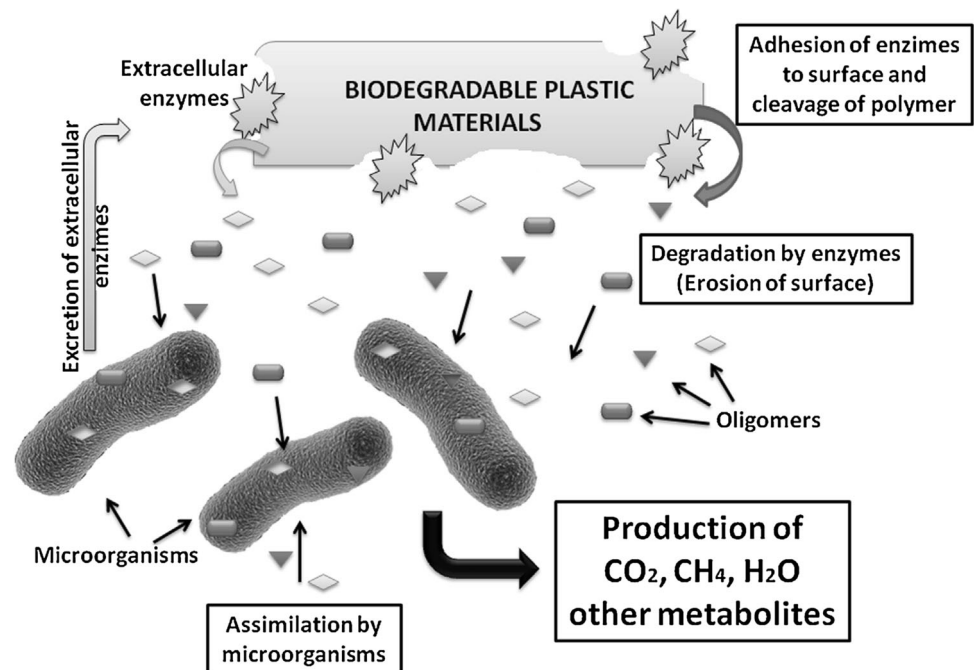 Extracellular
enzymes
BIODEGRADABLE PLASTIC
MATERIALS
Adhesion of enzimes
to surface and
cleavage of polymer
Excretion of extracellular
enzimes
Degradation by enzymes
(Erosion of surface)
Oligomers
Microorganisms
Assimilation by
microorganisms
Production of
CO₂, CH₄, H₂O
other metabolites